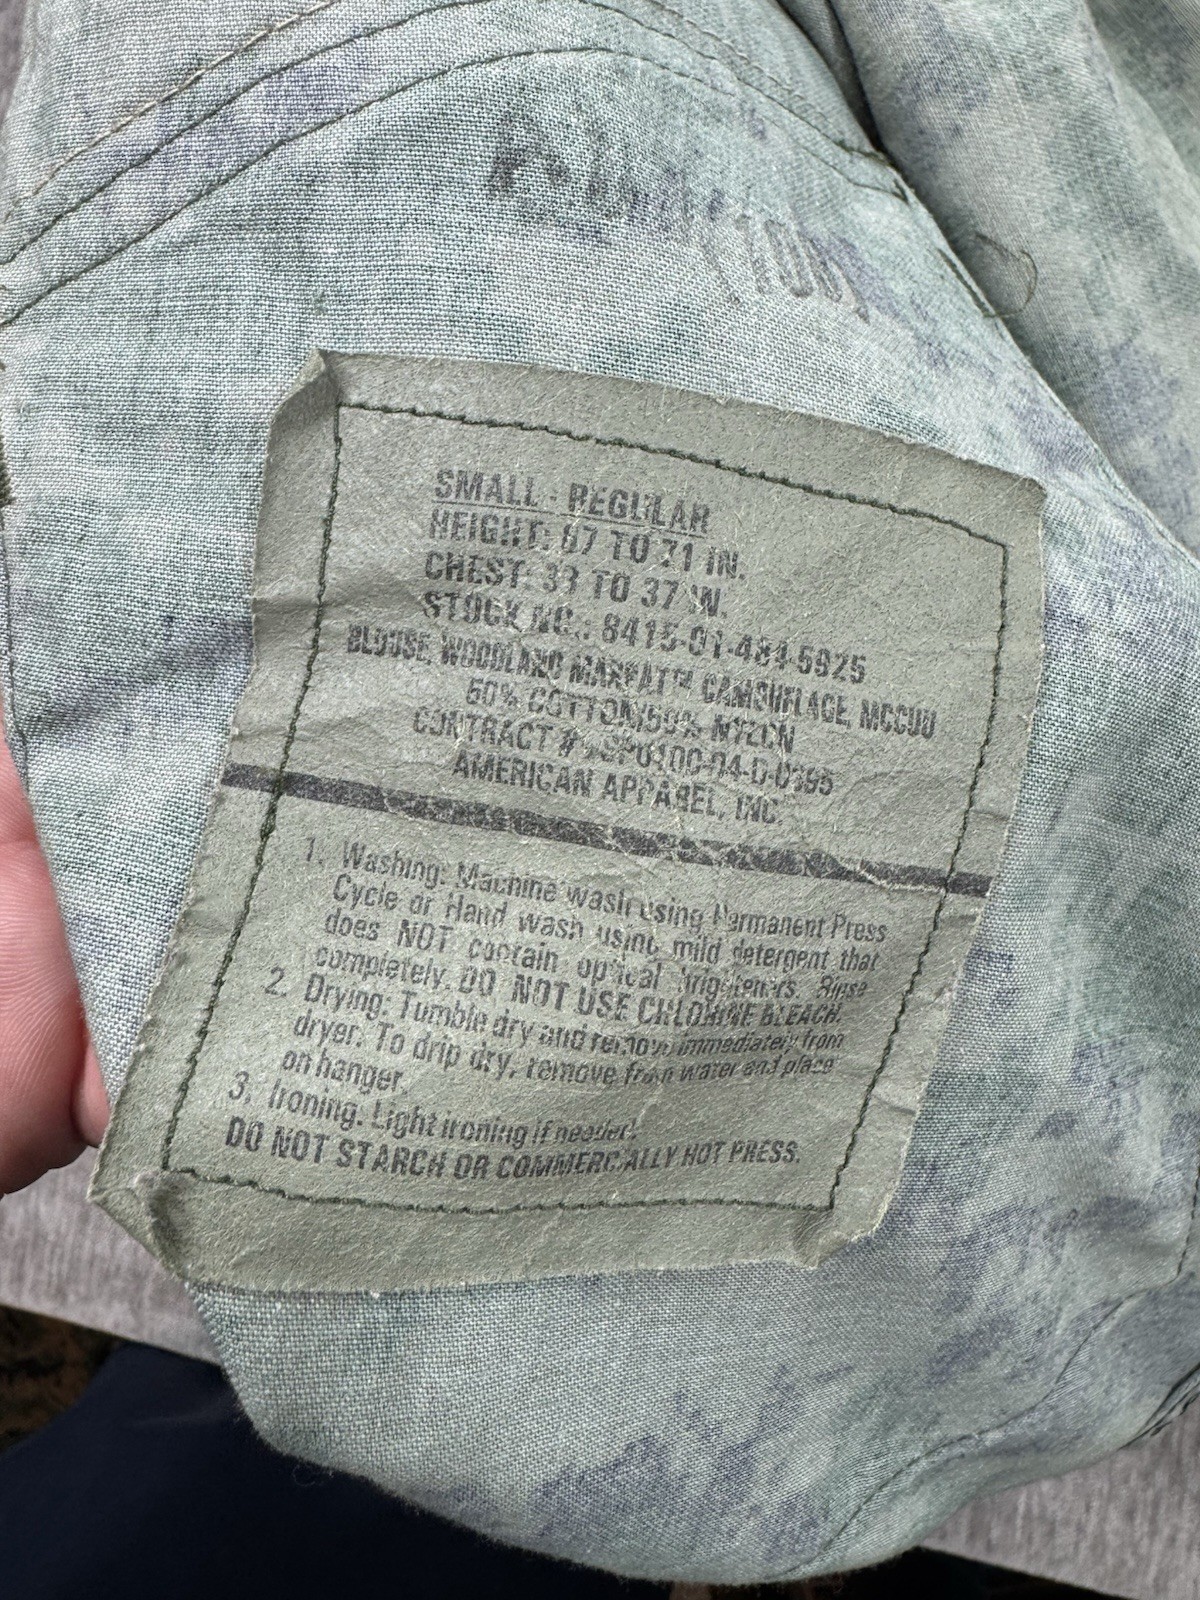 SMALL - REGULAR
HEIGHT: 67 TO 71 IN.
CHEST: 33 TO 37 IN.
STOCK NO.: 8415-01-484-5925
BLOUSE, WOODLAND MARPAT™ CAMOUFLAGE, MCCUU
50% COTTON/50% NYLON
CONTRACT #
AMERICAN APPAREL, INC.
1. Washing: Machine wash using Permanent Press
Cycle or Hand wash using mild detergent that
does NOT contain optical brighteners. Rinse
completely. DO NOT USE CHLORINE BLEACH.
2. Drying: Tumble dry and remove immediately from
dryer. To drip dry, remove from water and place
on hanger.
3. Ironing: Light ironing if needed.
DO NOT STARCH OR COMMERCIALLY HOT PRESS.